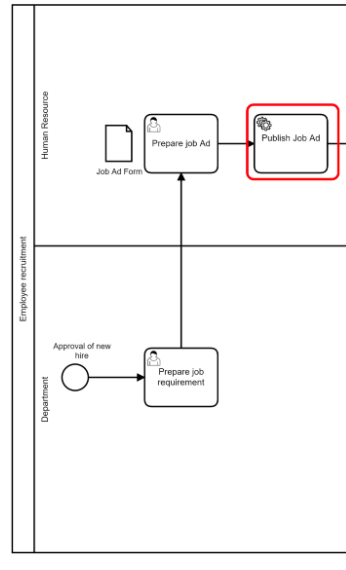 Employee recruitment
Human Resource
Job Ad Form
Prepare job Ad
Publish Job Ad
Department
Approval of new
hire
Prepare job
requirement